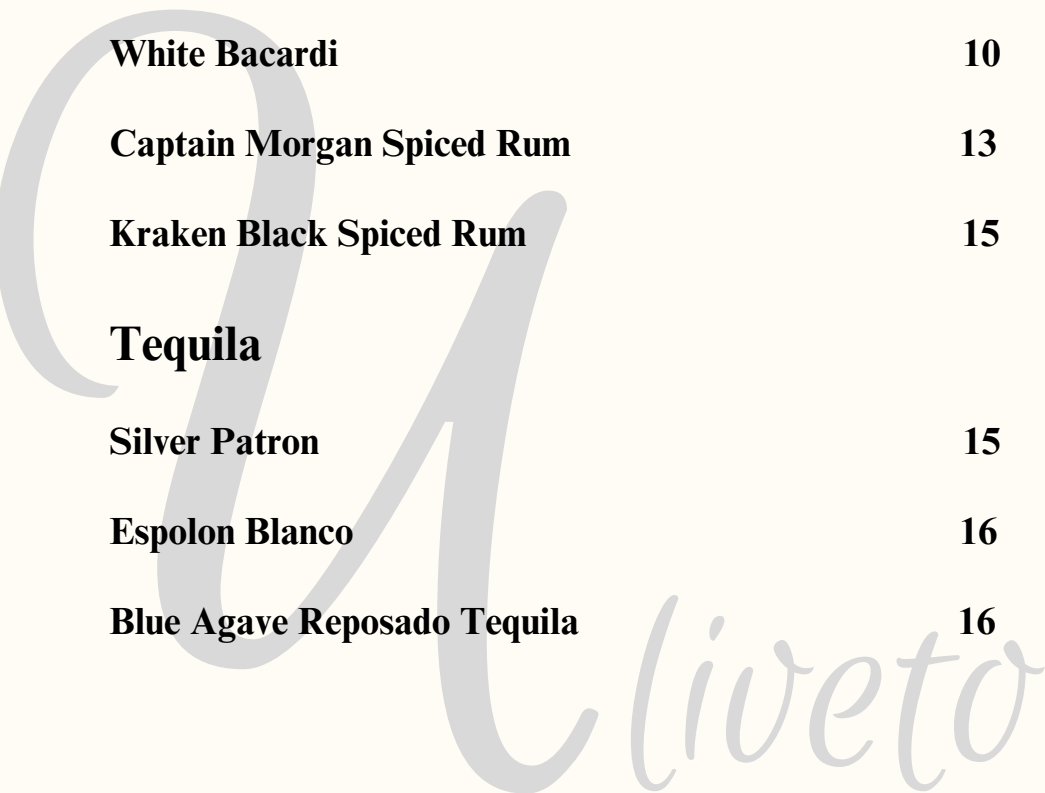 White Bacardi 10
Captain Morgan Spiced Rum 13
Kraken Black Spiced Rum 15
Tequila
Silver Patron 15
Espolon Blanco 16
Blue Agave Reposado Tequila 16
Uliveto